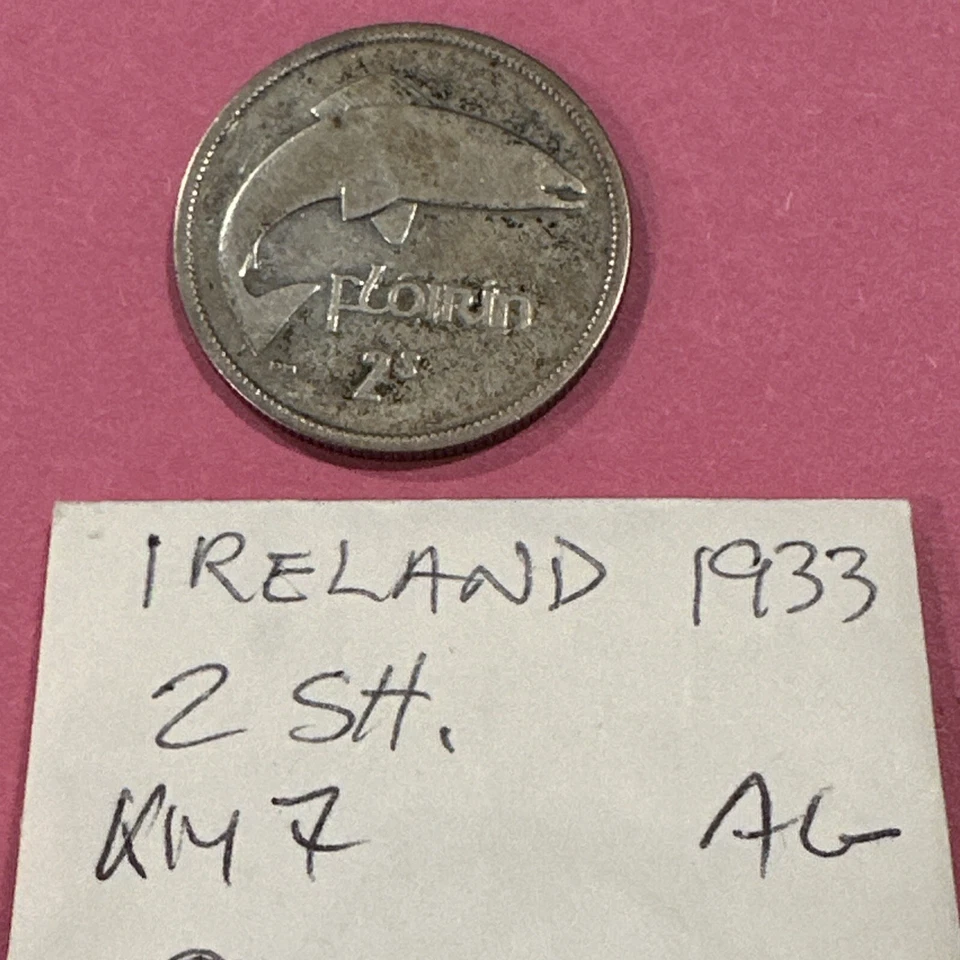 flóirín
2s
IRELAND 1933
2 SH.
KM 7 AG